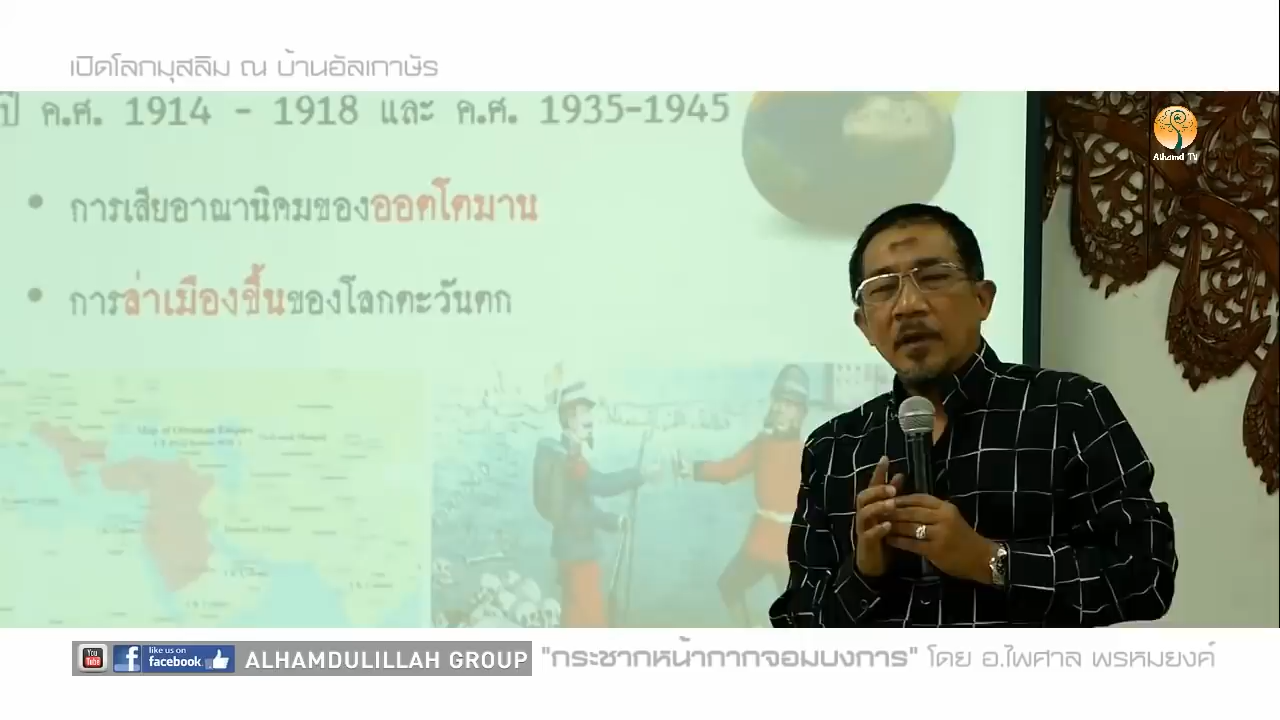 เปิดโลกมุสลิม ณ บ้านอัลเกาษัร
ปี ค.ศ. 1914 - 1918 และ ค.ศ. 1935-1945
Alhamd TV
• การเสียอาณานิคมของออตโตมาน
• การล่าเมืองขึ้นของโลกตะวันตก
Map of Ottoman Empire
You Tube
like us on
facebook
ALHAMDULILLAH GROUP
"กระชากหน้ากากจอมบงการ" โดย อ.ไพศาล พรหมยงค์